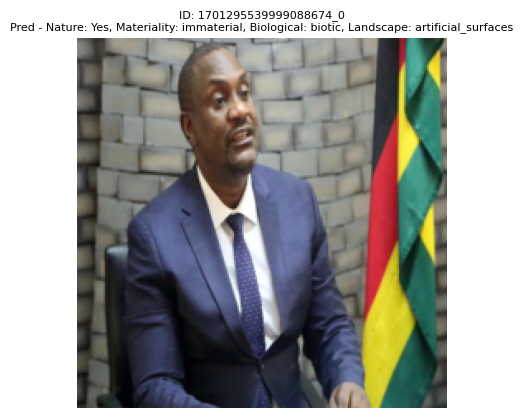 ID: 1701295539999088674_0
Pred - Nature: Yes, Materiality: immaterial, Biological: biotic, Landscape: artificial_surfaces